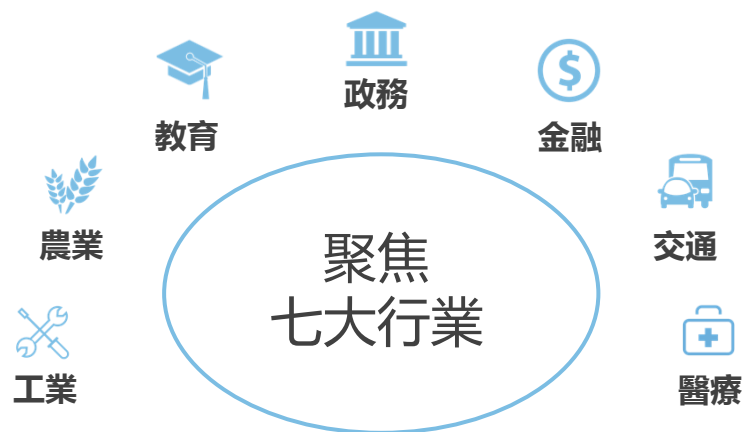 政務
教育
金融
農業
交通
聚焦
七大行業
工業
醫療